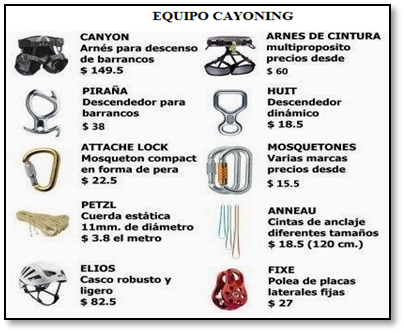 EQUIPO CAYONING
CANYON
Arnés para descenso
de barrancos
$ 149.5
ARNES DE CINTURA
multiproposito
precios desde
$ 60
PIRAÑA
Descendedor para
barrancos
$ 38
HUIT
Descendedor
dinámico
$ 18.5
ATTACHE LOCK
Mosqueton compact
en forma de pera
$ 22.5
MOSQUETONES
Varias marcas
precios desde
$ 15.5
PETZL
Cuerda estática
11mm. de diámetro
$ 3.8 el metro
ANNEAU
Cintas de anclaje
diferentes tamaños
$ 18.5 (120 cm.)
ELIOS
Casco robusto y
ligero
$ 82.5
FIXE
Polea de placas
laterales fijas
$ 27